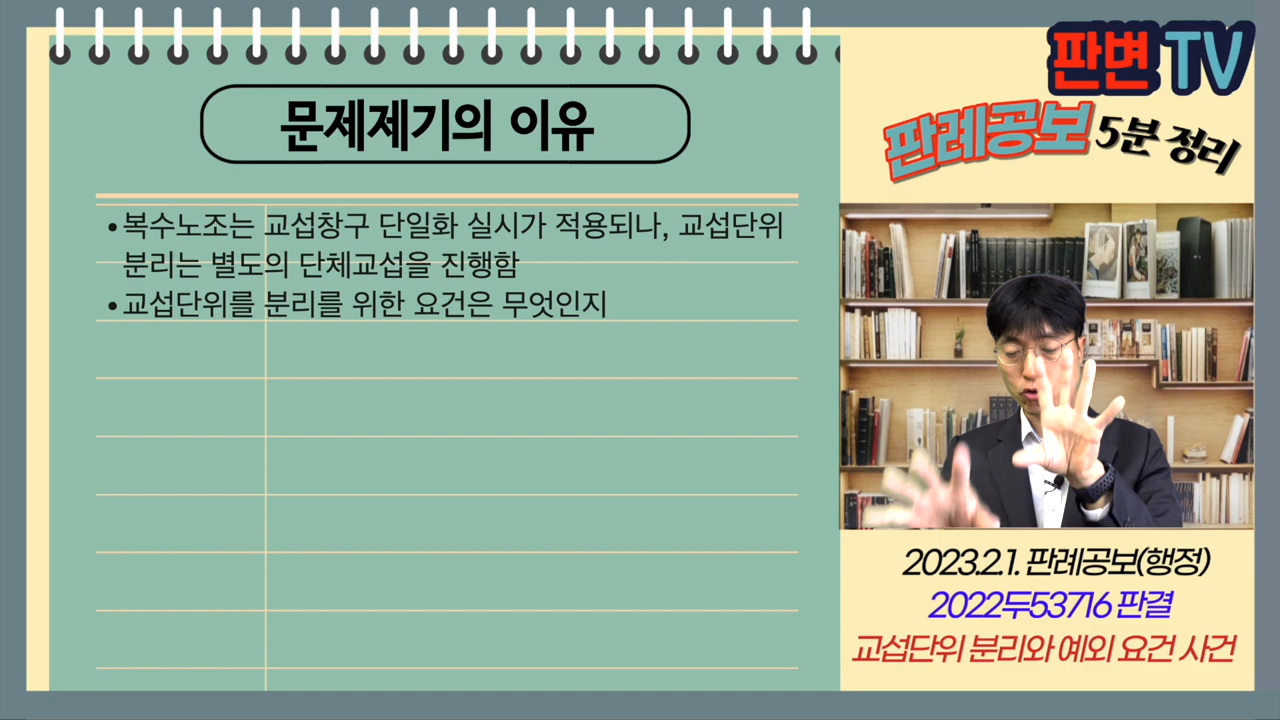 문제제기의 이유
•복수노조는 교섭창구 단일화 실시가 적용되나, 교섭단위
분리는 별도의 단체교섭을 진행함
•교섭단위를 분리를 위한 요건은 무엇인지
판변 TV
판례공보 5분 정리
2023.2.1. 판례공보(행정)
2022두53716 판결
교섭단위 분리와 예외 요건 사건